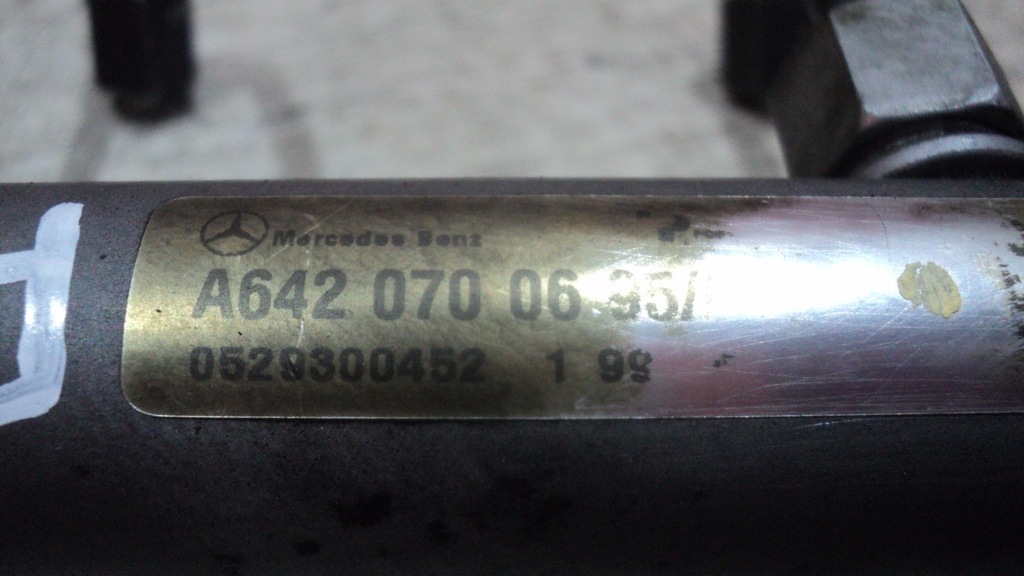 Mercedes Benz
A642 070 06 95/
0529300452 1 99